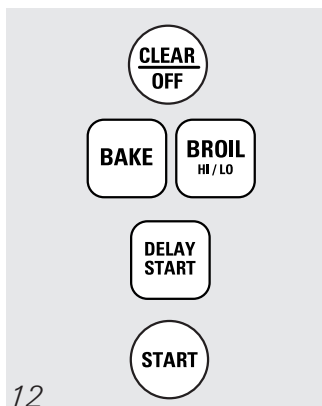 CLEAR
OFF
BAKE
BROIL
HI / LO
DELAY
START
START
12